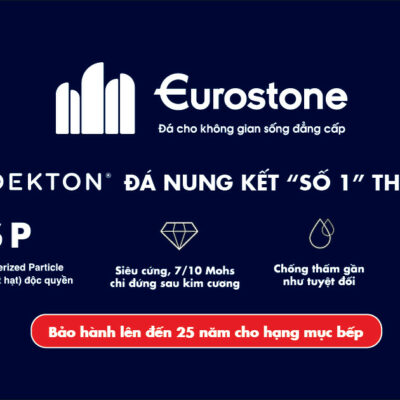 Eurostone
Đá cho không gian sống đẳng cấp
DEKTON® ĐÁ NUNG KẾT "SỐ 1" TH
SP
erized Particle
hạt) độc quyền
Siêu cứng, 7/10 Mohs
chỉ đứng sau kim cương
Chống thấm gần
như tuyệt đối
Bảo hành lên đến 25 năm cho hạng mục bếp